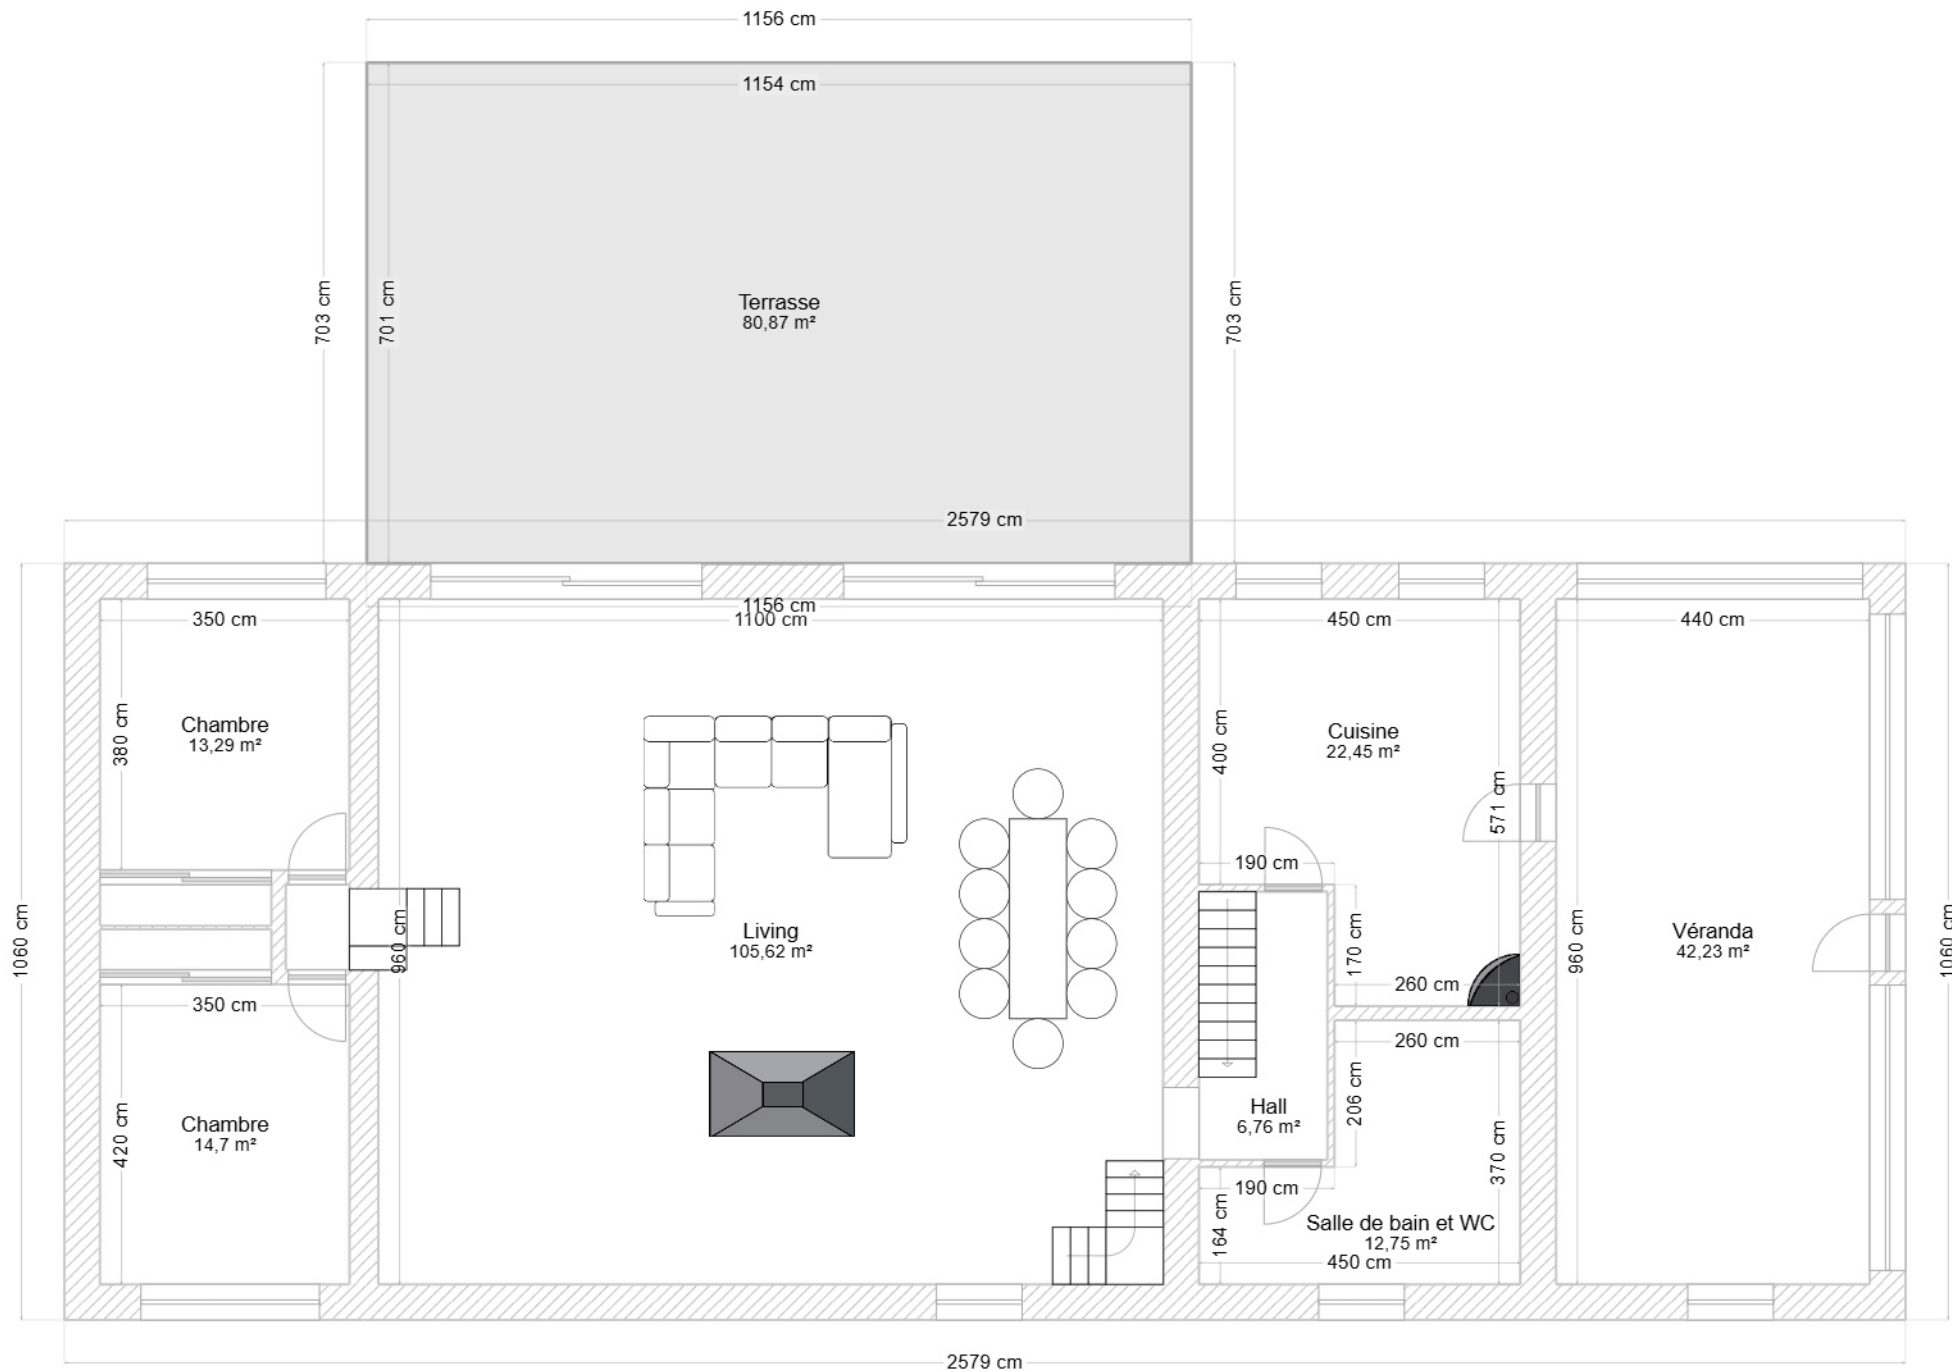 1156 cm
1154 cm
703 cm
701 cm
703 cm
Terrasse
80,87 m²
2579 cm
1156 cm
350 cm
1100 cm
450 cm
440 cm
380 cm
Chambre
13,29 m²
400 cm
Cuisine
22,45 m²
571 cm
190 cm
1060 cm
960 cm
Living
105,62 m²
170 cm
260 cm
960 cm
Véranda
42,23 m²
1060 cm
350 cm
260 cm
420 cm
Chambre
14,7 m²
Hall
6,76 m²
206 cm
370 cm
190 cm
164 cm
Salle de bain et WC
12,75 m²
450 cm
2579 cm